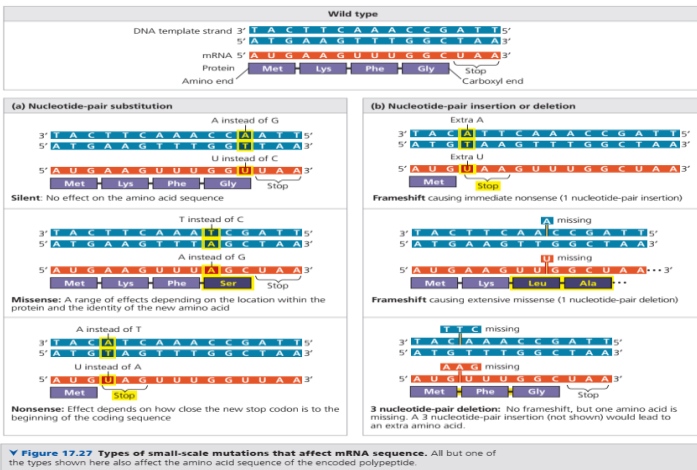 Wild type
DNA template strand 3′ T A C T T C A A A C C G A T T 5′
5′ A T G A A G T T T G G C T A A 3′
mRNA 5′ A U G A A G U U U G G C U A A 3′
Protein Met Lys Phe Gly Stop
Amino end Carboxyl end
(a) Nucleotide-pair substitution
A instead of G
3′ T A C T T C A A A C C A A T T 5′
5′ A T G A A G T T T G G T T A A 3′
U instead of C
5′ A U G A A G U U U G G U U A A 3′
Met Lys Phe Gly Stop
Silent: No effect on the amino acid sequence
T instead of C
3′ T A C T T C A A A T C G A T T 5′
5′ A T G A A G T T T A G C T A A 3′
A instead of G
5′ A U G A A G U U U A G C U A A 3′
Met Lys Phe Ser Stop
Missense: A range of effects depending on the location within the
protein and the identity of the new amino acid
A instead of T
3′ T A C A T C A A A C C G A T T 5′
5′ A T G T A G T T T G G C T A A 3′
U instead of A
5′ A U G U A G U U U G G U U A A 3′
Met Stop
Nonsense: Effect depends on how close the new stop codon is to the
beginning of the coding sequence
(b) Nucleotide-pair insertion or deletion
Extra A
3′ T A C A T T C A A A C C G A T T 5′
5′ A T G T A A G T T T G G C T A A 3′
Extra U
5′ A U G U A A G U U U G G C U A A 3′
Met
Stop
Frameshift causing immediate nonsense (1 nucleotide-pair insertion)
A missing
3′ T A C T T C A A C C G A T T 5′
5′ A T G A A G T T G G C T A A 3′
U missing
5′ A U G A A G U U G G C U A A ••• 3′
Met Lys Leu Ala •••
Frameshift causing extensive missense (1 nucleotide-pair deletion)
T T C missing
3′ T A C A A A C C G A T T 5′
5′ A T G T T T G G C T A A 3′
A A G missing
5′ A U G U U U G G C U A A 3′
Met Phe Gly Stop
3 nucleotide-pair deletion: No frameshift, but one amino acid is
missing. A 3 nucleotide-pair insertion (not shown) would lead to
an extra amino acid.
▼ Figure 17.27 Types of small-scale mutations that affect mRNA sequence. All but one of
the types shown here also affect the amino acid sequence of the encoded polypeptide.